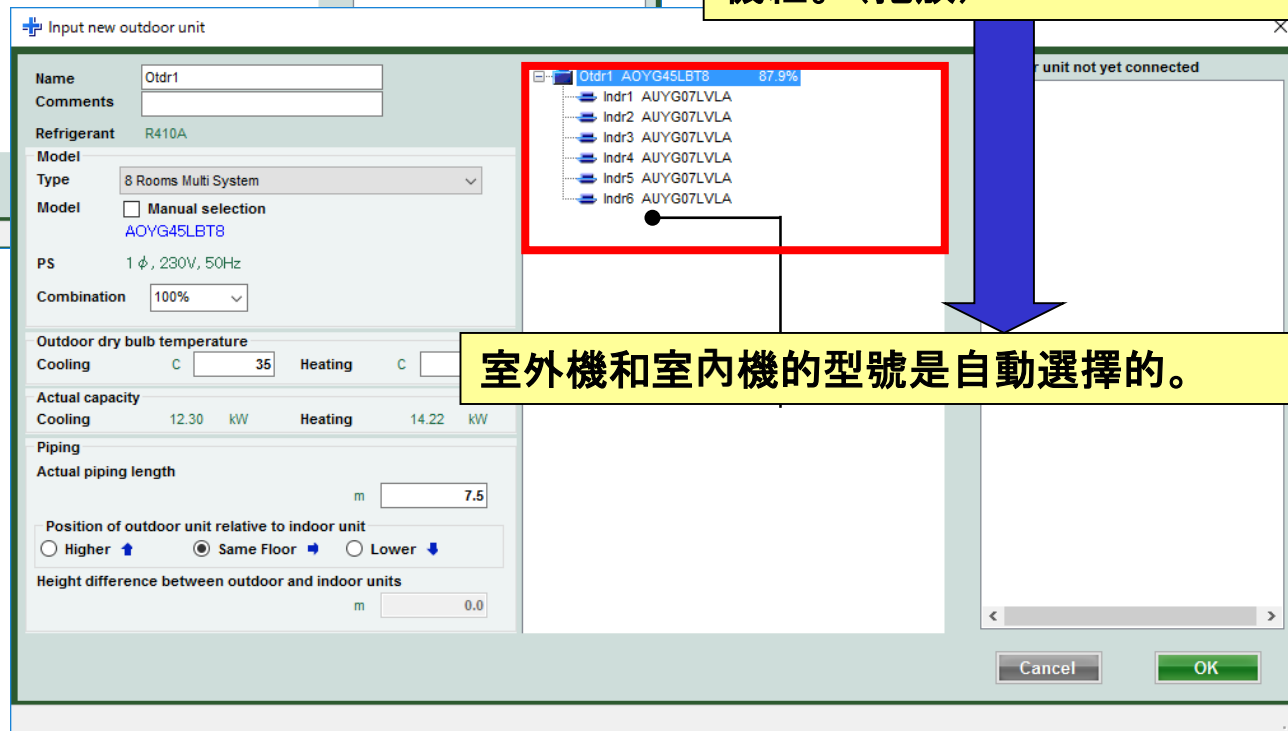 Input new outdoor unit
Name Otdr1
Comments
Refrigerant R410A
Model
Type 8 Rooms Multi System
Model Manual selection
AOYG45LBT8
PS 1 ϕ, 230V, 50Hz
Combination 100%
Outdoor dry bulb temperature
Cooling C 35 Heating C
Actual capacity
Cooling 12.30 kW Heating 14.22 kW
Piping
Actual piping length
m 7.5
Position of outdoor unit relative to indoor unit
Higher Same Floor Lower
Height difference between outdoor and indoor units
m 0.0
Otdr1 AOYG45LBT8 87.9%
Indr1 AUYG07LVLA
Indr2 AUYG07LVLA
Indr3 AUYG07LVLA
Indr4 AUYG07LVLA
Indr5 AUYG07LVLA
Indr6 AUYG07LVLA
unit not yet connected
室外機和室內機的型號是自動選擇的。
Cancel OK